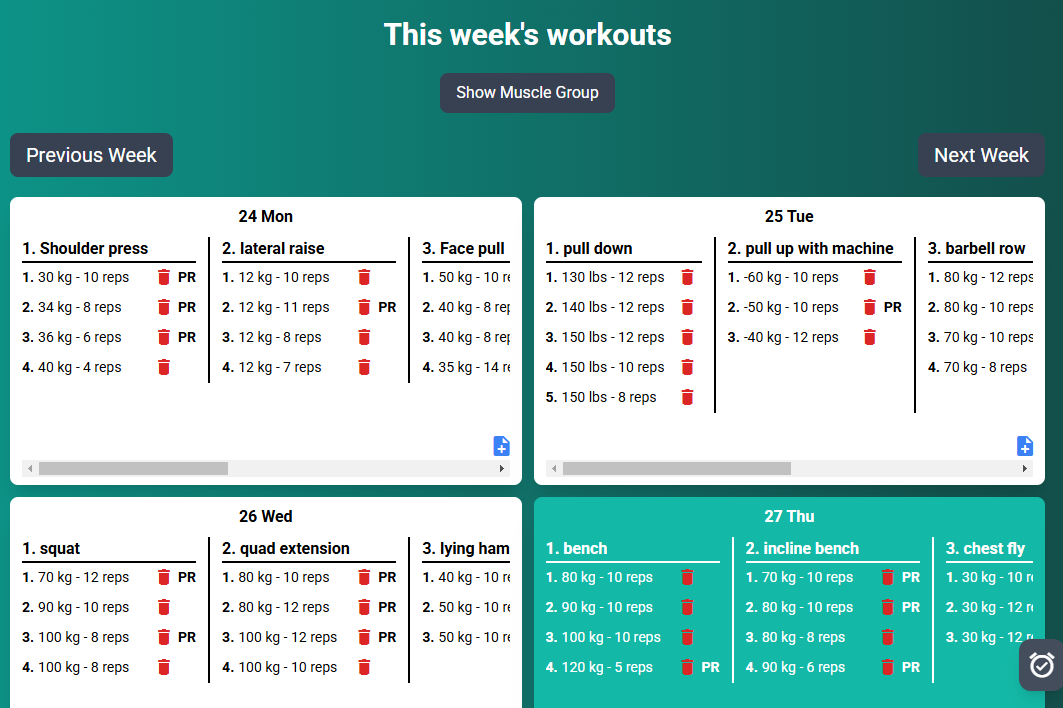 This week's workouts
Show Muscle Group
Previous Week
Next Week
24 Mon
1. Shoulder press
1. 30 kg - 10 reps PR
2. 34 kg - 8 reps PR
3. 36 kg - 6 reps PR
4. 40 kg - 4 reps
2. lateral raise
1. 12 kg - 10 reps
2. 12 kg - 11 reps PR
3. 12 kg - 8 reps
4. 12 kg - 7 reps
3. Face pull
1. 50 kg - 10 re
2. 40 kg - 8 rep
3. 40 kg - 8 rep
4. 35 kg - 14 re
25 Tue
1. pull down
1. 130 lbs - 12 reps
2. 140 lbs - 12 reps
3. 150 lbs - 12 reps
4. 150 lbs - 10 reps
5. 150 lbs - 8 reps
2. pull up with machine
1. -60 kg - 10 reps
2. -50 kg - 10 reps PR
3. -40 kg - 12 reps
3. barbell row
1. 80 kg - 12 reps
2. 80 kg - 10 reps
3. 70 kg - 10 reps
4. 70 kg - 8 reps
26 Wed
1. squat
1. 70 kg - 12 reps PR
2. 90 kg - 10 reps
3. 100 kg - 8 reps PR
4. 100 kg - 8 reps
2. quad extension
1. 80 kg - 10 reps PR
2. 80 kg - 12 reps PR
3. 100 kg - 12 reps PR
4. 100 kg - 10 reps
3. lying ham
1. 40 kg - 10 re
2. 50 kg - 10 re
3. 50 kg - 10 re
27 Thu
1. bench
1. 80 kg - 10 reps
2. 90 kg - 10 reps
3. 100 kg - 10 reps
4. 120 kg - 5 reps PR
2. incline bench
1. 70 kg - 10 reps PR
2. 80 kg - 10 reps PR
3. 80 kg - 8 reps
4. 90 kg - 6 reps PR
3. chest fly
1. 30 kg - 10 r
2. 30 kg - 12 r
3. 30 kg - 12 r